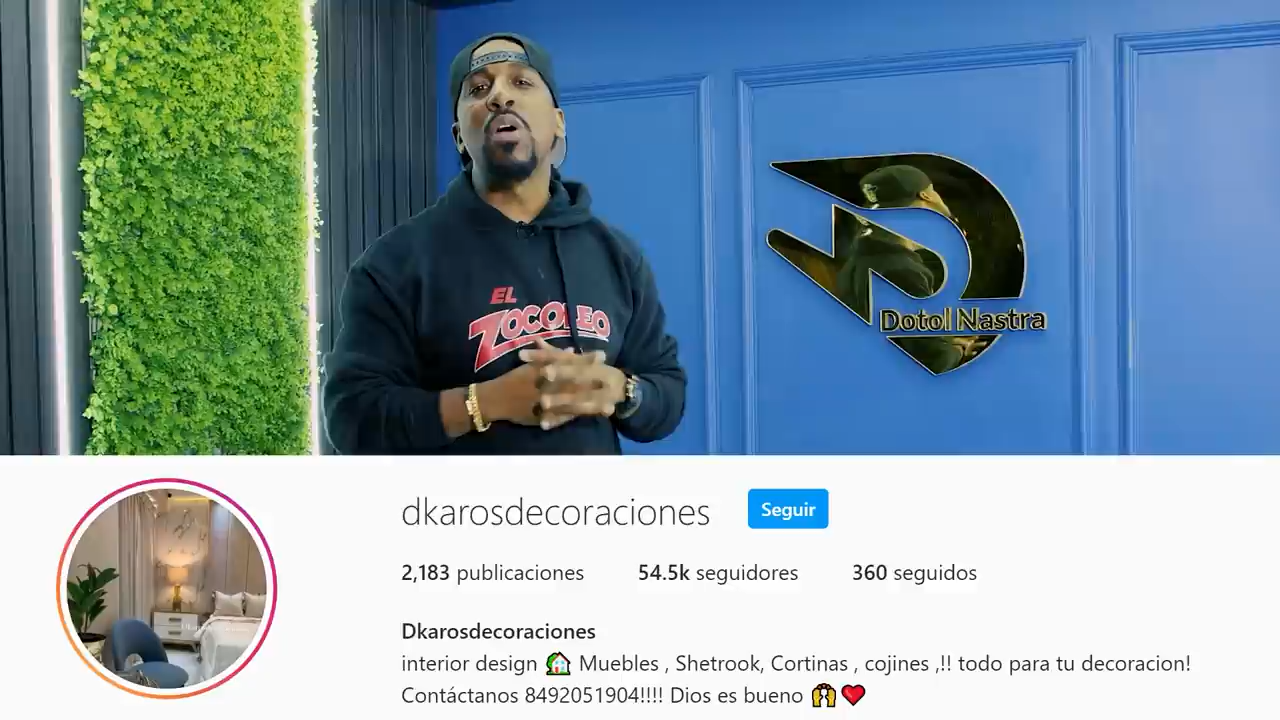 EL
ZOCOLEO
Dotol Nastra
dkarosdecoraciones
Seguir
2,183 publicaciones
54.5k seguidores
360 seguidos
Dkarosdecoraciones
interior design 🏠 Muebles , Shetrook, Cortinas , cojines ,!! todo para tu decoracion!
Contáctanos 8492051904!!!! Dios es bueno 🙌❤️